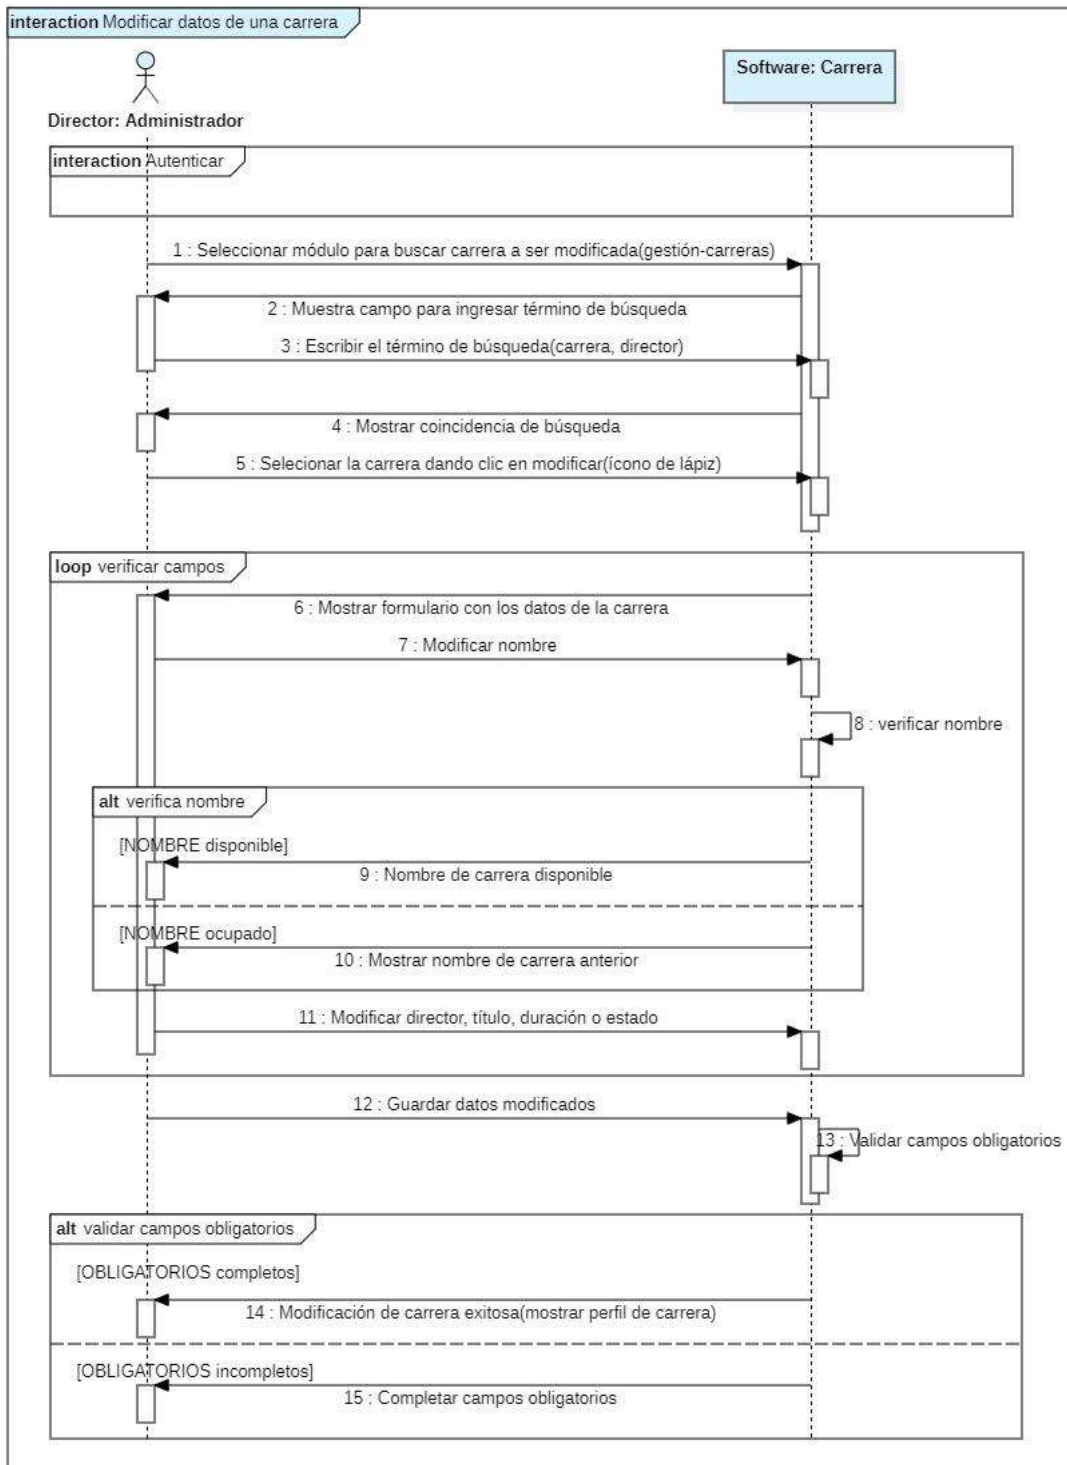 interaction Modificar datos de una carrera
Software: Carrera
Director: Administrador
interaction Autenticar
1 : Seleccionar módulo para buscar carrera a ser modificada(gestión-carreras)
2 : Muestra campo para ingresar término de búsqueda
3 : Escribir el término de búsqueda(carrera, director)
4 : Mostrar coincidencia de búsqueda
5 : Selecionar la carrera dando clic en modificar(ícono de lápiz)
loop verificar campos
6 : Mostrar formulario con los datos de la carrera
7 : Modificar nombre
8 : verificar nombre
alt verifica nombre
[NOMBRE disponible]
9 : Nombre de carrera disponible
[NOMBRE ocupado]
10 : Mostrar nombre de carrera anterior
11 : Modificar director, título, duración o estado
12 : Guardar datos modificados
13 : Validar campos obligatorios
alt validar campos obligatorios
[OBLIGATORIOS completos]
14 : Modificación de carrera exitosa(mostrar perfil de carrera)
[OBLIGATORIOS incompletos]
15 : Completar campos obligatorios